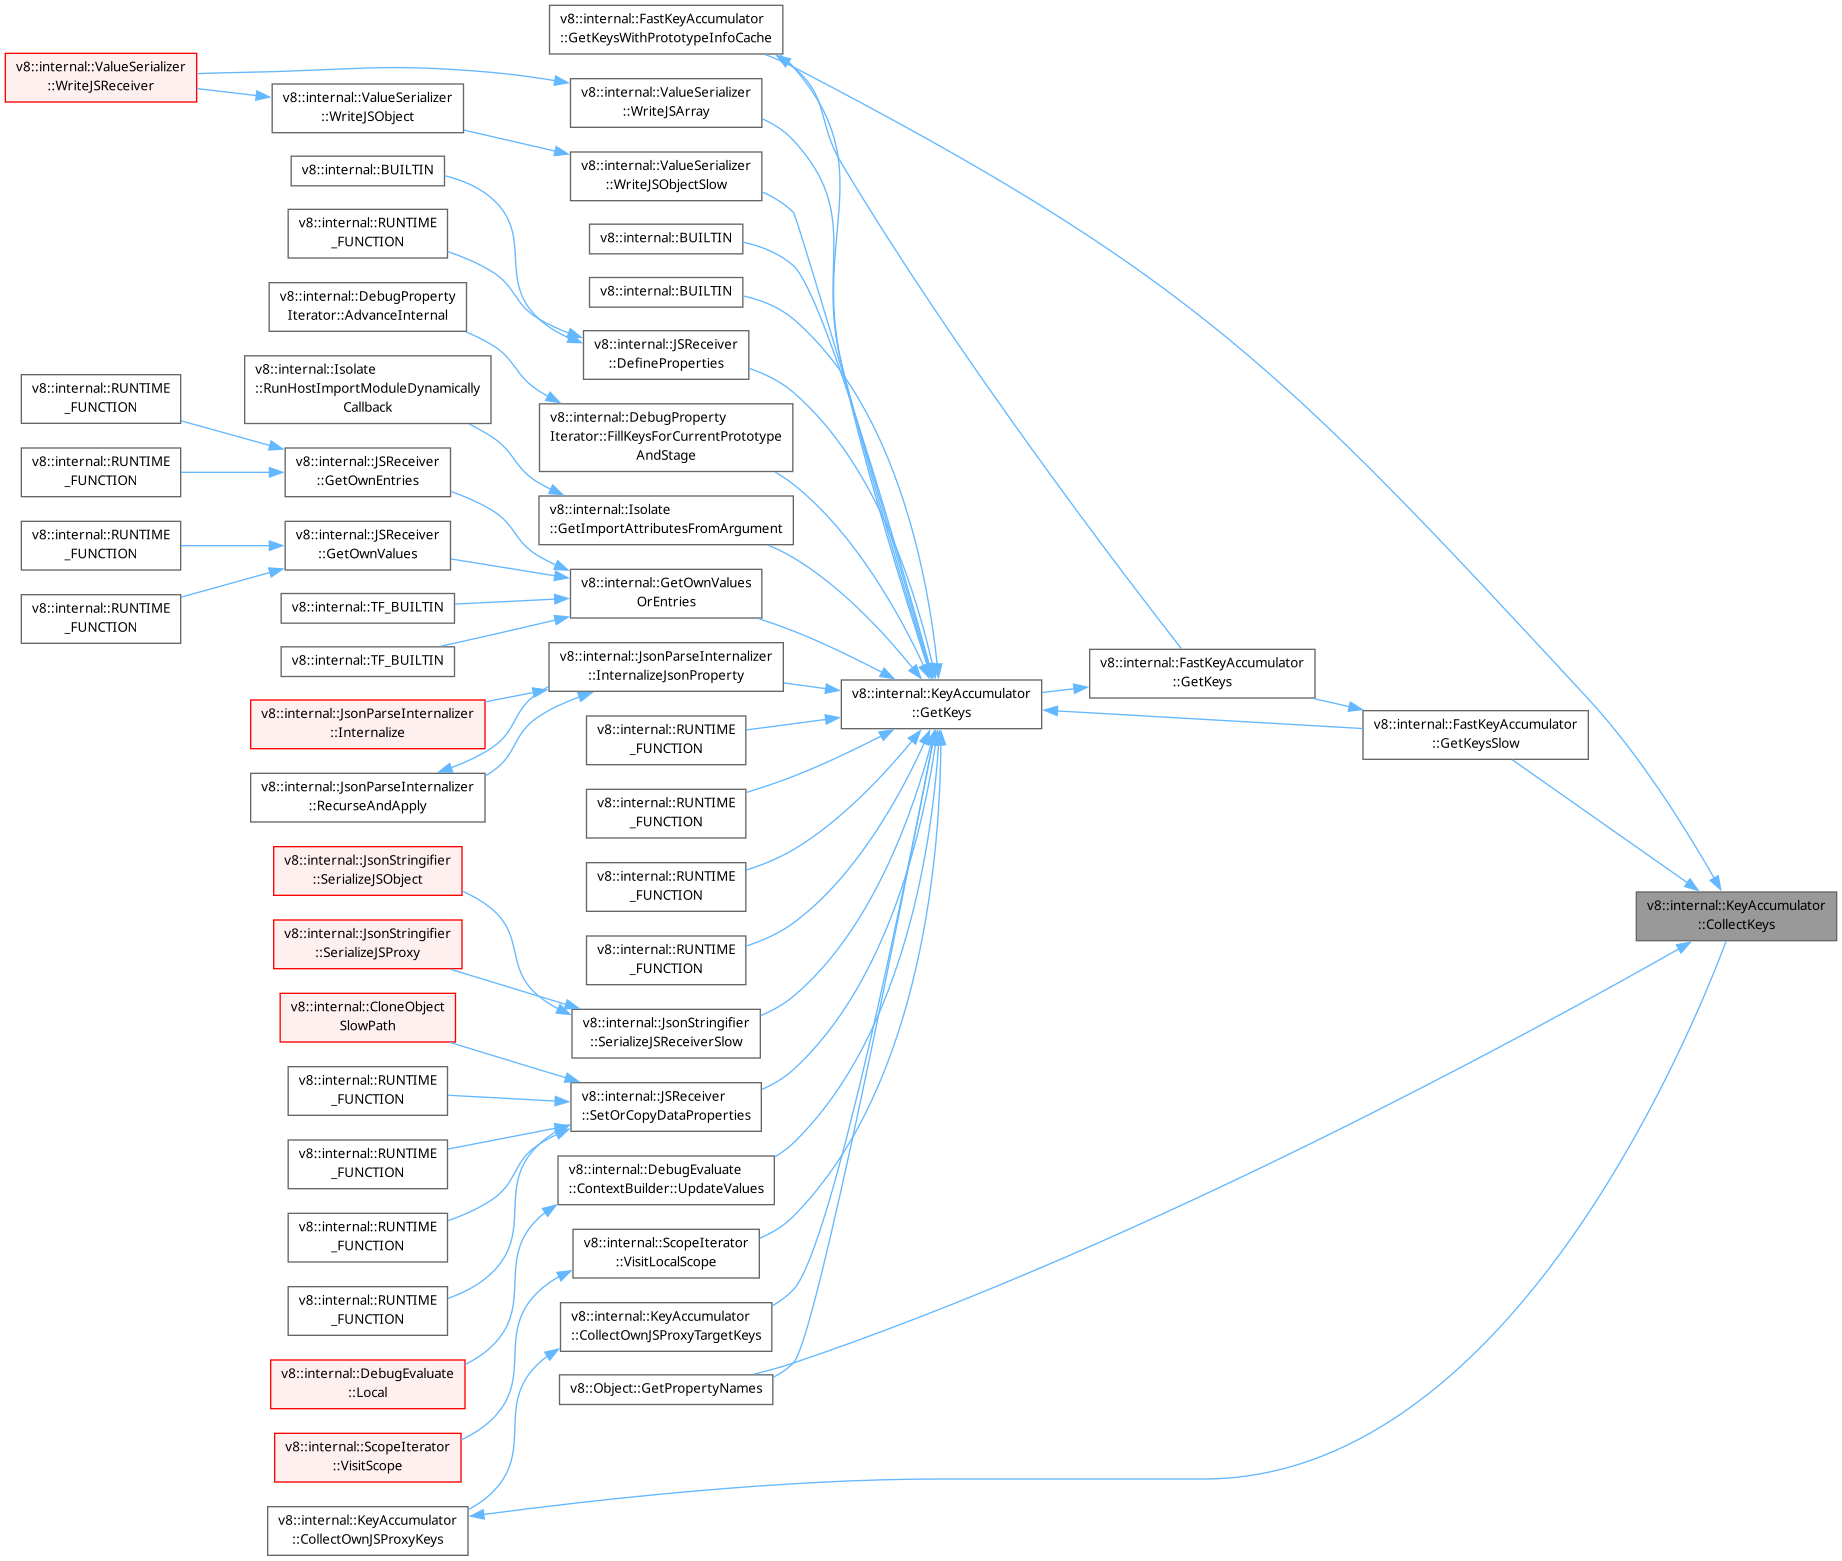 v8::internal::FastKeyAccumulator
::GetKeysWithPrototypeInfoCache
v8::internal::ValueSerializer
::WriteJSReceiver
v8::internal::ValueSerializer
::WriteJSObject
v8::internal::ValueSerializer
::WriteJSArray
v8::internal::ValueSerializer
::WriteJSObjectSlow
v8::internal::BUILTIN
v8::internal::RUNTIME
_FUNCTION
v8::internal::BUILTIN
v8::internal::BUILTIN
v8::internal::DebugProperty
Iterator::AdvanceInternal
v8::internal::JSReceiver
::DefineProperties
v8::internal::Isolate
::RunHostImportModuleDynamically
Callback
v8::internal::DebugProperty
Iterator::FillKeysForCurrentPrototype
AndStage
v8::internal::RUNTIME
_FUNCTION
v8::internal::RUNTIME
_FUNCTION
v8::internal::JSReceiver
::GetOwnEntries
v8::internal::Isolate
::GetImportAttributesFromArgument
v8::internal::RUNTIME
_FUNCTION
v8::internal::JSReceiver
::GetOwnValues
v8::internal::GetOwnValues
OrEntries
v8::internal::RUNTIME
_FUNCTION
v8::internal::TF_BUILTIN
v8::internal::TF_BUILTIN
v8::internal::JsonParseInternalizer
::InternalizeJsonProperty
v8::internal::FastKeyAccumulator
::GetKeys
v8::internal::KeyAccumulator
::GetKeys
v8::internal::JsonParseInternalizer
::Internalize
v8::internal::RUNTIME
_FUNCTION
v8::internal::FastKeyAccumulator
::GetKeysSlow
v8::internal::JsonParseInternalizer
::RecurseAndApply
v8::internal::RUNTIME
_FUNCTION
v8::internal::JsonStringifier
::SerializeJSObject
v8::internal::RUNTIME
_FUNCTION
v8::internal::KeyAccumulator
::CollectKeys
v8::internal::JsonStringifier
::SerializeJSProxy
v8::internal::RUNTIME
_FUNCTION
v8::internal::CloneObject
SlowPath
v8::internal::JsonStringifier
::SerializeJSReceiverSlow
v8::internal::RUNTIME
_FUNCTION
v8::internal::JSReceiver
::SetOrCopyDataProperties
v8::internal::RUNTIME
_FUNCTION
v8::internal::DebugEvaluate
::ContextBuilder::UpdateValues
v8::internal::RUNTIME
_FUNCTION
v8::internal::ScopeIterator
::VisitLocalScope
v8::internal::RUNTIME
_FUNCTION
v8::internal::KeyAccumulator
::CollectOwnJSProxyTargetKeys
v8::internal::DebugEvaluate
::Local
v8::Object::GetPropertyNames
v8::internal::ScopeIterator
::VisitScope
v8::internal::KeyAccumulator
::CollectOwnJSProxyKeys